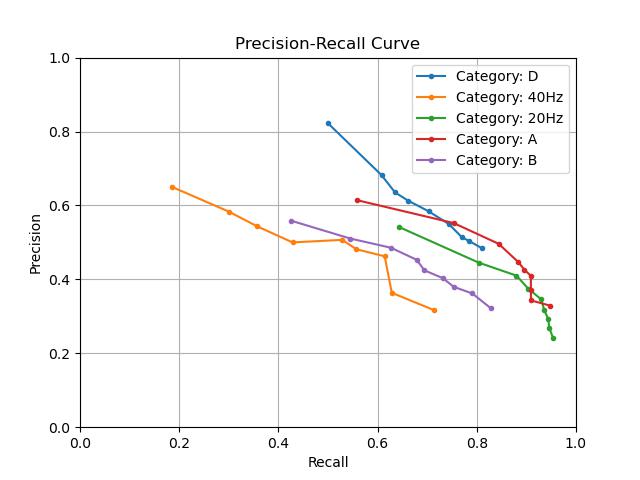 Precision-Recall Curve
1.0
0.8
0.6
0.4
0.2
0.0
Precision
Category: D
Category: 40Hz
Category: 20Hz
Category: A
Category: B
0.0 0.2 0.4 0.6 0.8 1.0
Recall